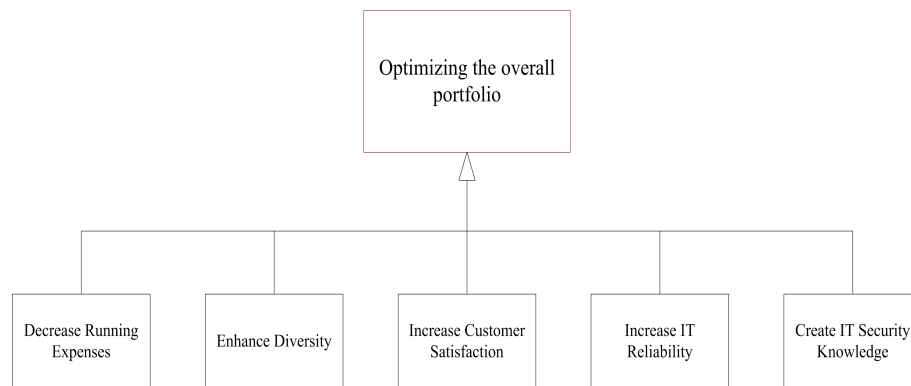 Optimizing the overall
portfolio
Decrease Running
Expenses
Enhance Diversity
Increase Customer
Satisfaction
Increase IT
Reliability
Create IT Security
Knowledge